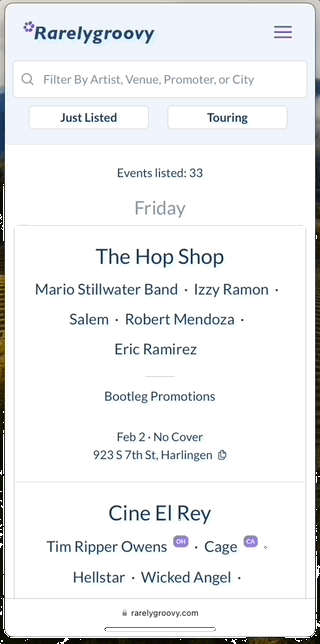 Rarelygroovy
Filter By Artist, Venue, Promoter, or City
Just Listed Touring
Events listed: 33
Friday
The Hop Shop
Mario Stillwater Band · Izzy Ramon ·
Salem · Robert Mendoza ·
Eric Ramirez
Bootleg Promotions
Feb 2 · No Cover
923 S 7th St, Harlingen
Cine El Rey
Tim Ripper Owens OH · Cage CA ·
Hellstar · Wicked Angel ·
rarelygroovy.com